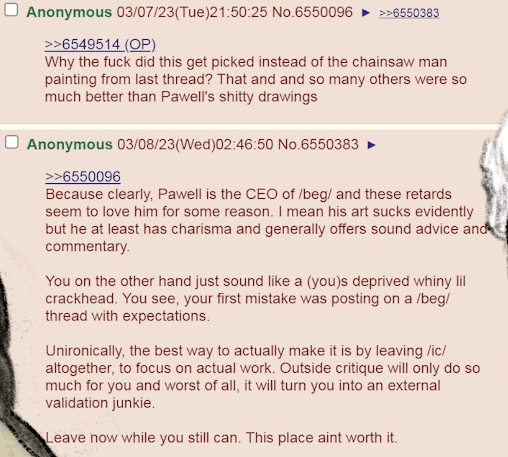 Anonymous 03/07/23(Tue)21:50:25 No.6550096 ► >>6550383
>>6549514 (OP)
Why the fuck did this get picked instead of the chainsaw man
painting from last thread? That and and so many others were so
much better than Pawell's shitty drawings
Anonymous 03/08/23(Wed)02:46:50 No.6550383 ►
>>6550096
Because clearly, Pawell is the CEO of /beg/ and these retards
seem to love him for some reason. I mean his art sucks evidently
but he at least has charisma and generally offers sound advice and
commentary.
You on the other hand just sound like a (you)s deprived whiny lil
crackhead. You see, your first mistake was posting on a /beg/
thread with expectations.
Unironically, the best way to actually make it is by leaving /ic/
altogether, to focus on actual work. Outside critique will only do so
much for you and worst of all, it will turn you into an external
validation junkie.
Leave now while you still can. This place aint worth it.